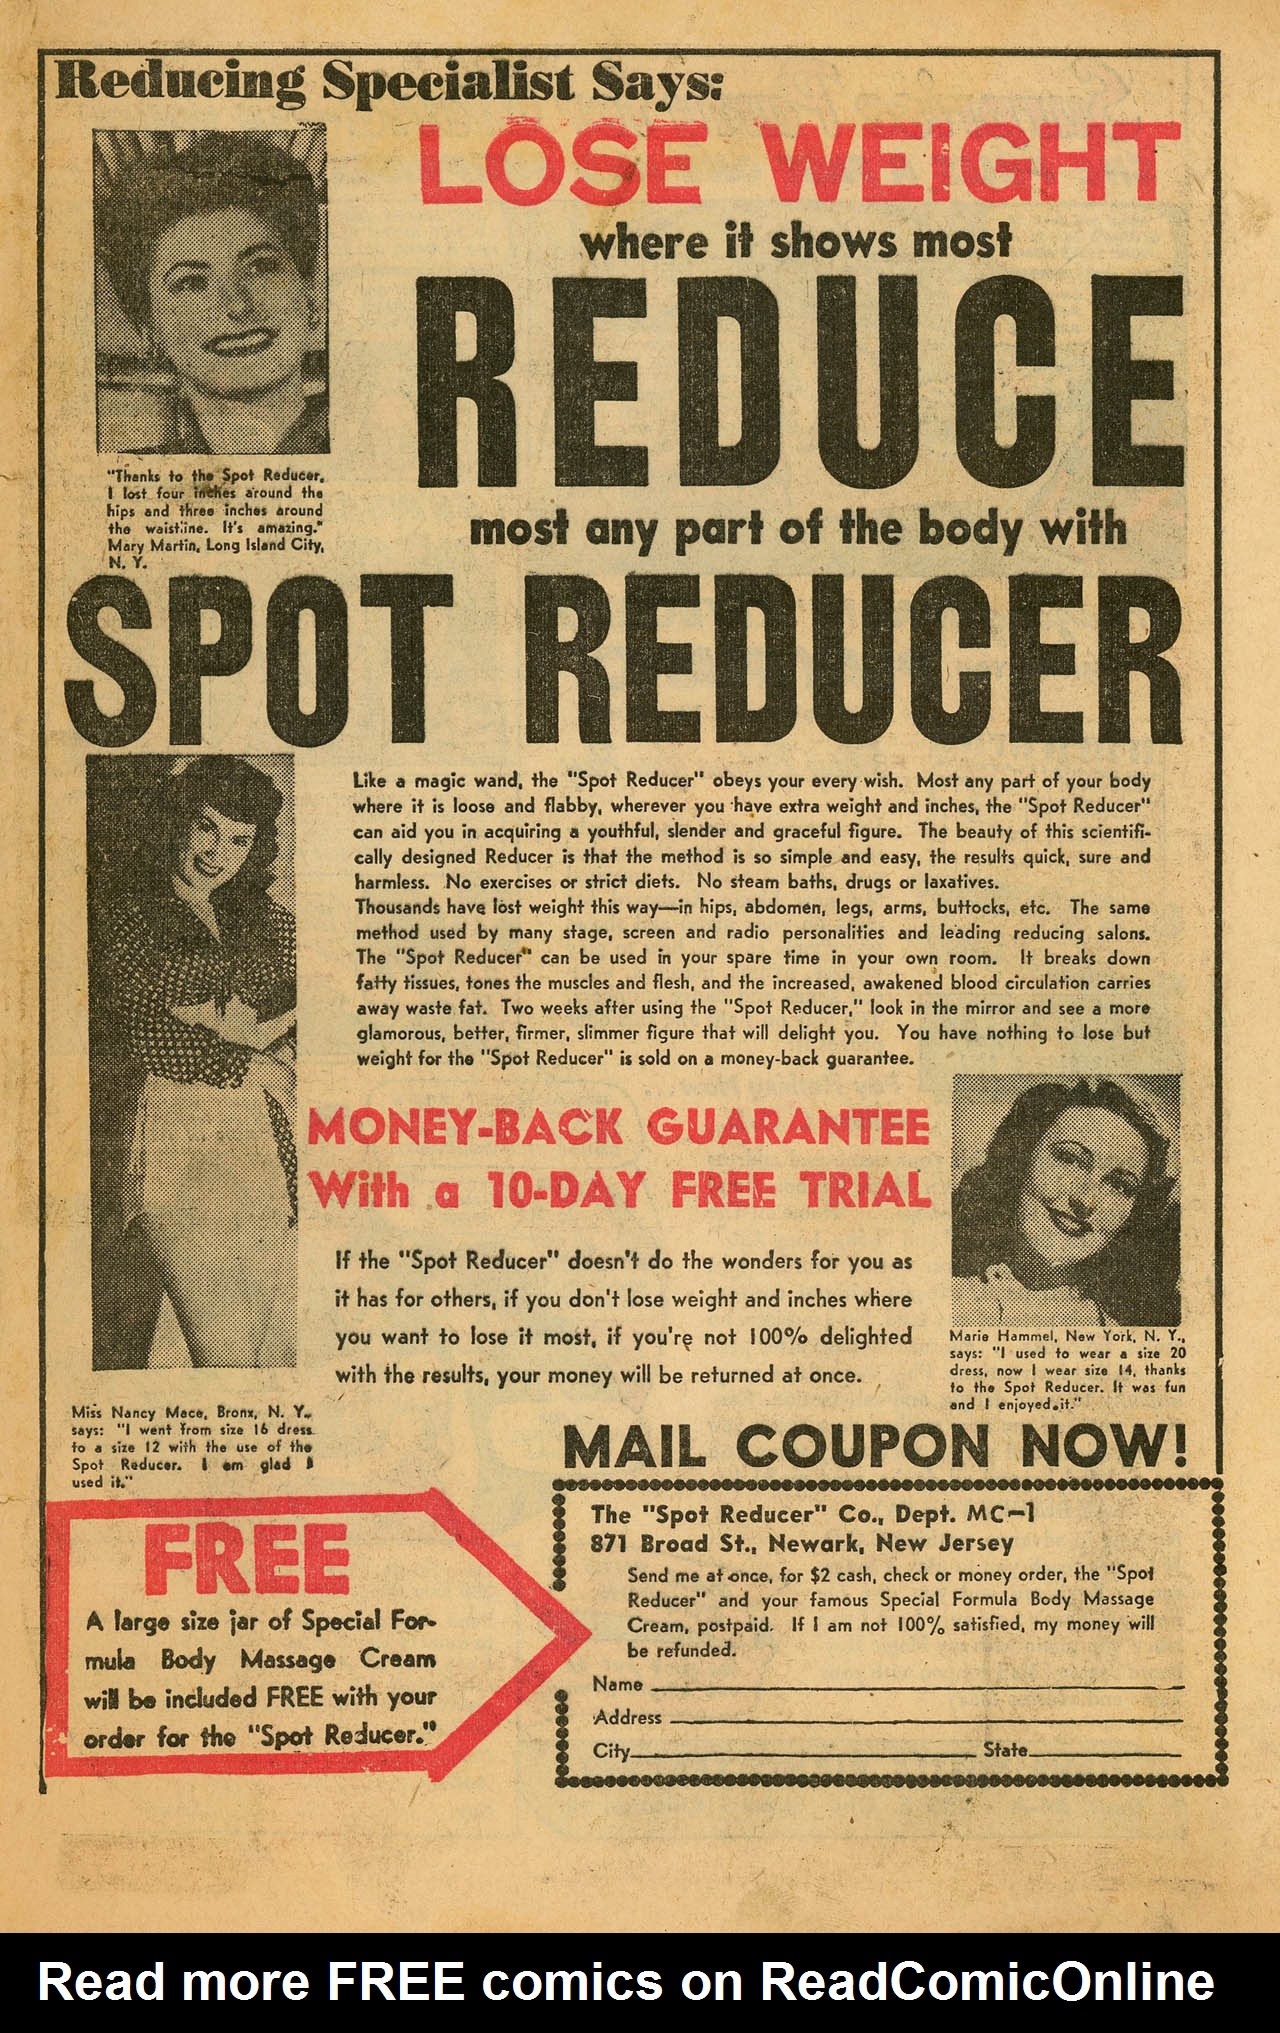 Reducing Specialist Says:
LOSE WEIGHT
where it shows most
REDUCE
most any part of the body with
SPOT REDUCER
"Thanks to the Spot Reducer,
I lost four inches around the
hips and three inches around
the waistline. It's amazing."
Mary Martin, Long Island City,
N. Y.
Like a magic wand, the "Spot Reducer" obeys your every wish. Most any part of your body
where it is loose and flabby, wherever you have extra weight and inches, the "Spot Reducer"
can aid you in acquiring a youthful, slender and graceful figure. The beauty of this scientifi-
cally designed Reducer is that the method is so simple and easy, the results quick, sure and
harmless. No exercises or strict diets. No steam baths, drugs or laxatives.
Thousands have lost weight this way—in hips, abdomen, legs, arms, buttocks, etc. The same
method used by many stage, screen and radio personalities and leading reducing salons.
The "Spot Reducer" can be used in your spare time in your own room. It breaks down
fatty tissues, tones the muscles and flesh, and the increased, awakened blood circulation carries
away waste fat. Two weeks after using the "Spot Reducer," look in the mirror and see a more
glamorous, better, firmer, slimmer figure that will delight you. You have nothing to lose but
weight for the "Spot Reducer" is sold on a money-back guarantee.
MONEY-BACK GUARANTEE
With a 10-DAY FREE TRIAL
If the "Spot Reducer" doesn't do the wonders for you as
it has for others, if you don't lose weight and inches where
you want to lose it most, if you're not 100% delighted
with the results, your money will be returned at once.
Marie Hammel, New York, N. Y.,
says: "I used to wear a size 20
dress, now I wear size 14, thanks
to the Spot Reducer. It was fun
and I enjoyed it."
Miss Nancy Mace, Bronx, N. Y.,
says: "I went from size 16 dress
to a size 12 with the use of the
Spot Reducer. I am glad I
used it."
FREE
A large size jar of Special For-
mula Body Massage Cream
will be included FREE with your
order for the "Spot Reducer."
MAIL COUPON NOW!
The "Spot Reducer" Co., Dept. MC-1
871 Broad St., Newark, New Jersey
Send me at once, for $2 cash, check or money order, the "Spot
Reducer" and your famous Special Formula Body Massage
Cream, postpaid. If I am not 100% satisfied, my money will
be refunded.
Name
Address
City State
Read more FREE comics on ReadComicOnline